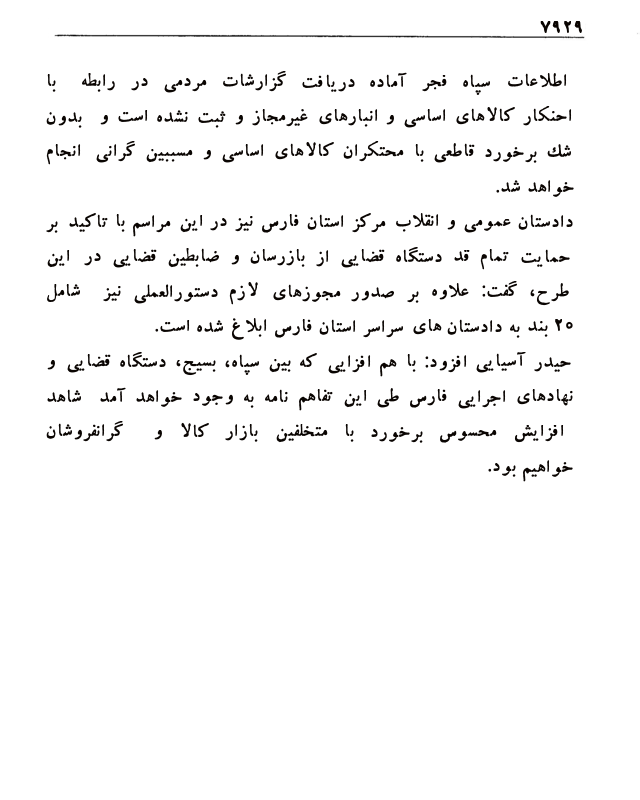 ۷۹۲۹
اطلاعات سپاه فجر آماده دریافت گزارشات مردمی در رابطه با
احنکار کالاهای اساسی و انبارهای غیرمجاز و ثبت نشده است و بدون
شك برخورد قاطعی با محتکران کالاهای اساسی و مسببین گرانی انجام
خواهد شد.
دادستان عمومی و انقلاب مرکز استان فارس نیز در این مراسم با تاکید بر
حمایت تمام قد دستگاه قضایی از بازرسان و ضابطین قضایی در این
طرح، گفت: علاوه بر صدور مجوزهای لازم دستورالعملی نیز شامل
۲۵ بند به دادستان های سراسر استان فارس ابلاغ شده است.
حیدر آسیایی افزود: با هم افزایی که بین سپاه، بسیج، دستگاه قضایی و
نهادهای اجرایی فارس طی این تفاهم نامه به وجود خواهد آمد شاهد
افزایش محسوس برخورد با متخلفین بازار کالا و گرانفروشان
خواهیم بود.